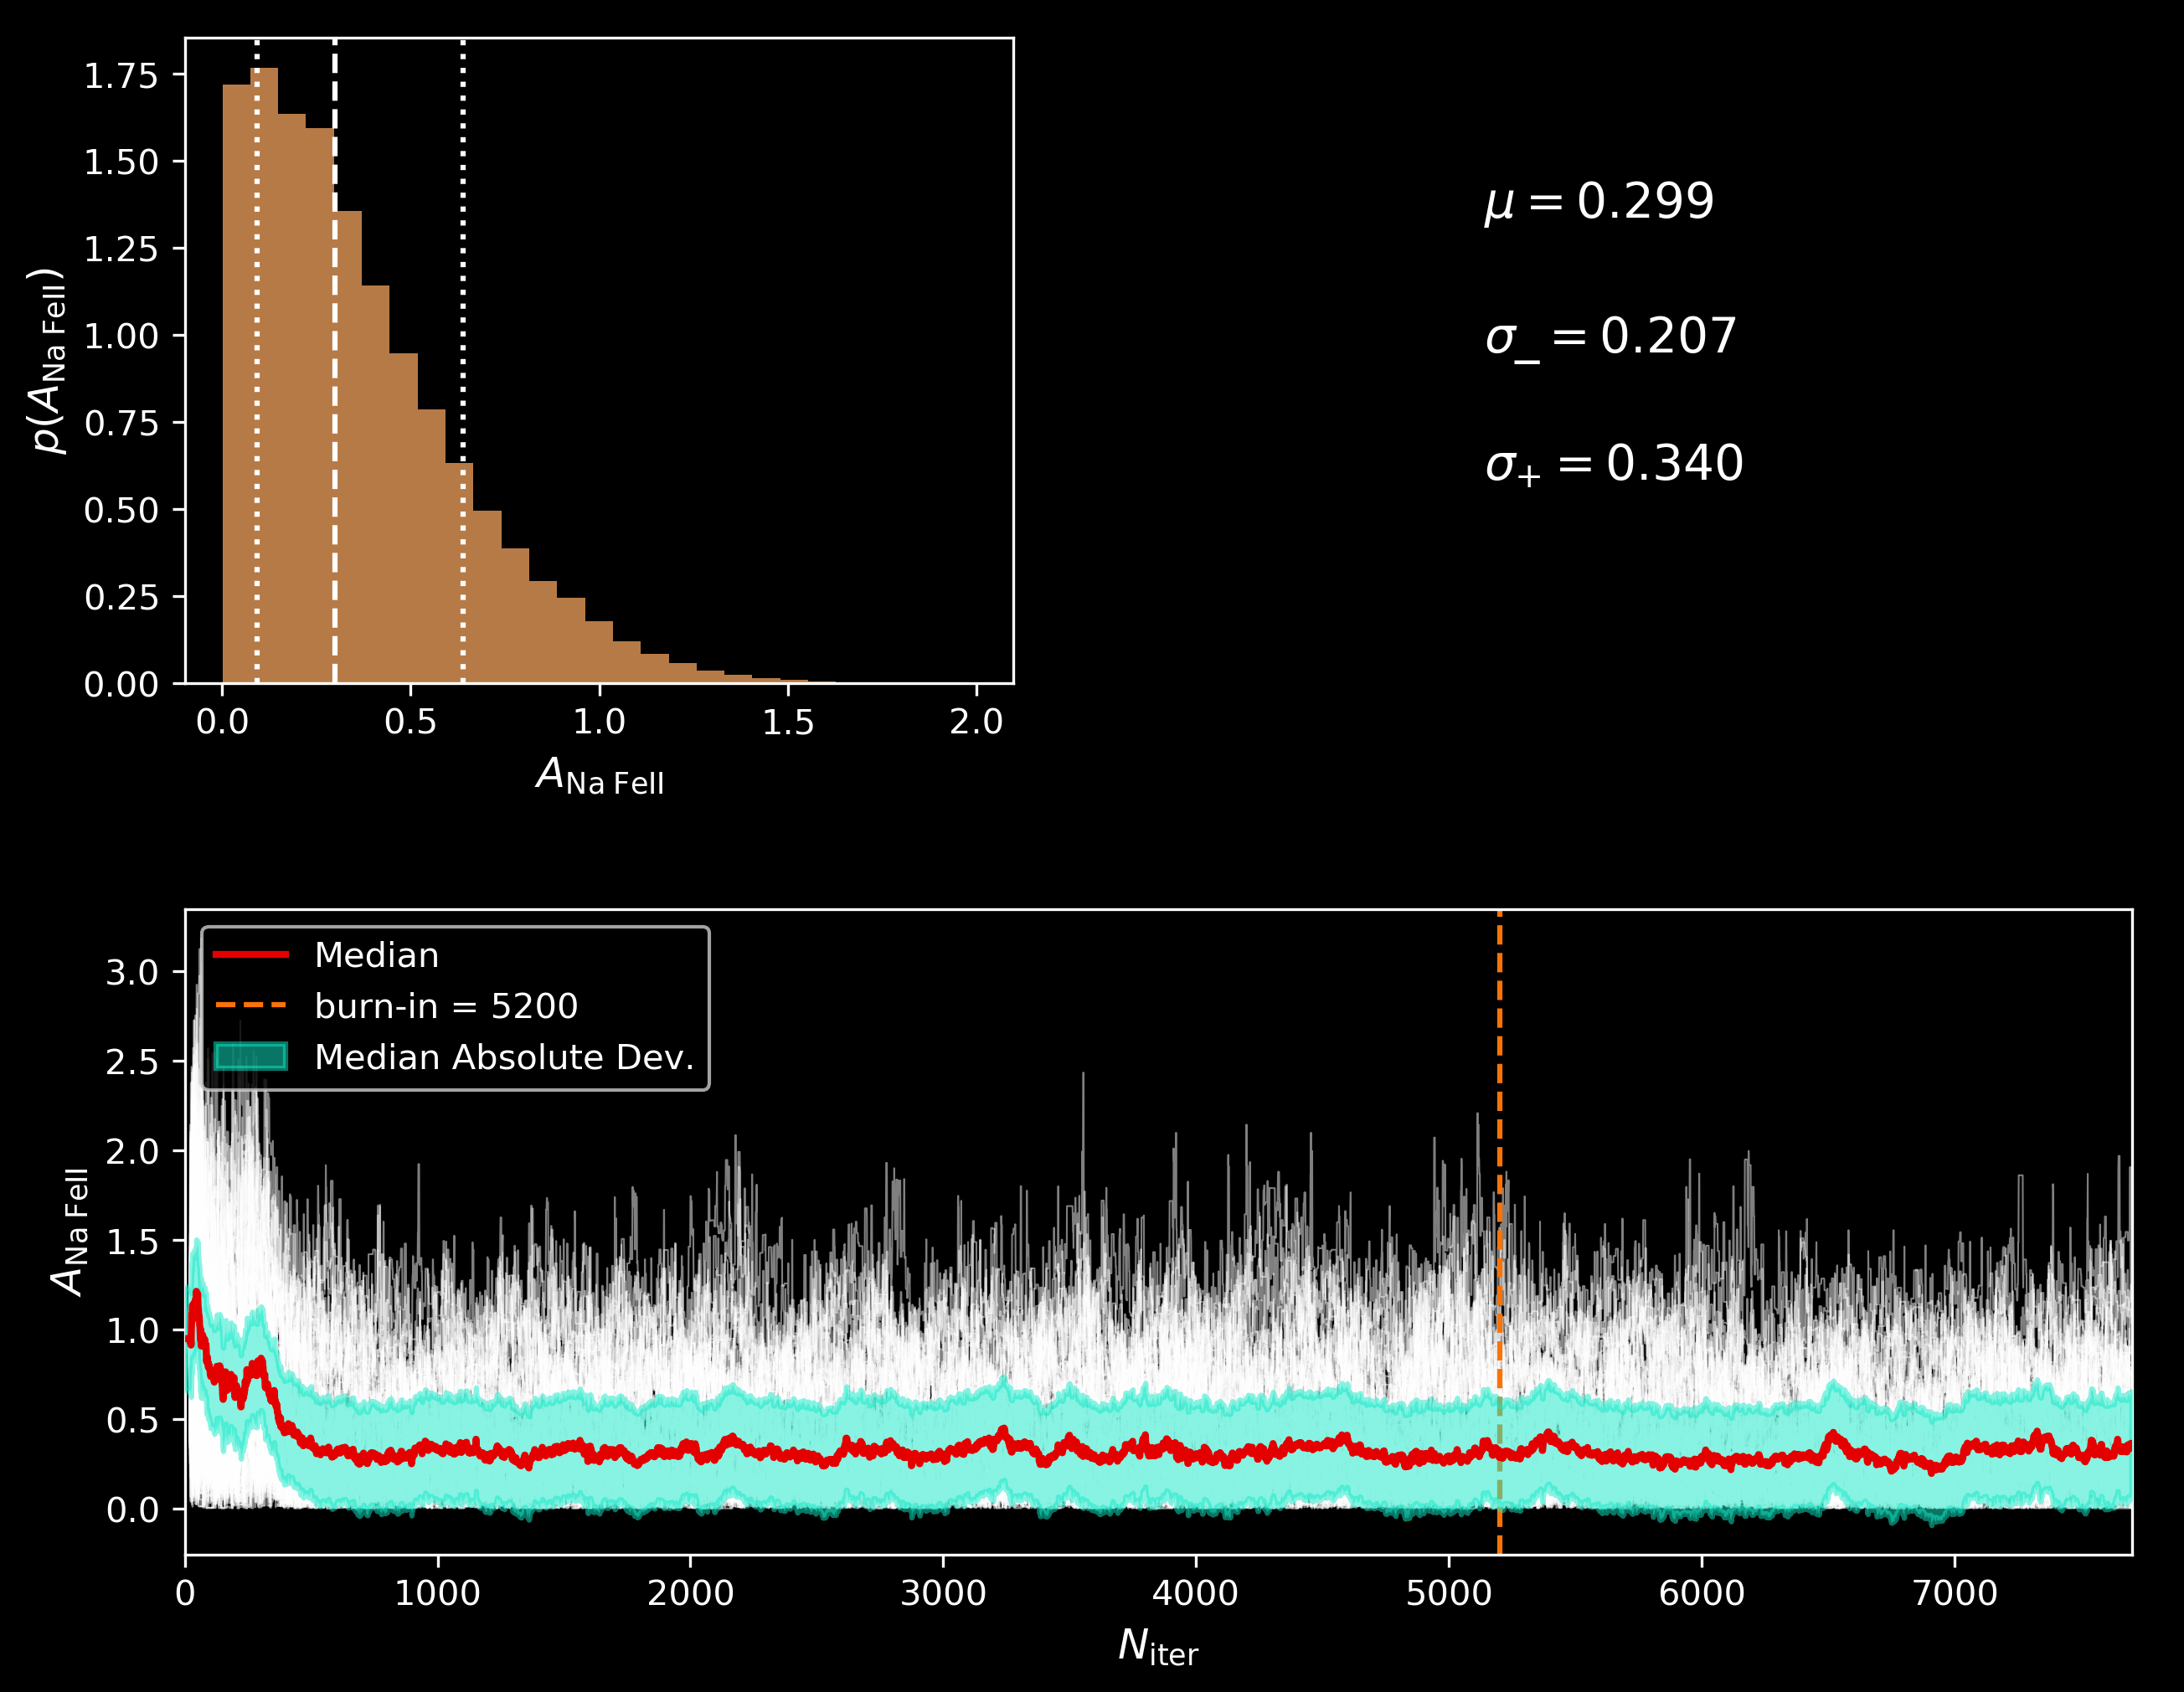 1.75
1.50
1.25
1.00
0.75
0.50
0.25
0.00
p(A_Na FeII)
0.0 0.5 1.0 1.5 2.0
A_Na FeII
μ = 0.299
σ_− = 0.207
σ_+ = 0.340
Median
burn-in = 5200
Median Absolute Dev.
3.0
2.5
2.0
1.5
1.0
0.5
0.0
A_Na FeII
0 1000 2000 3000 4000 5000 6000 7000
N_iter